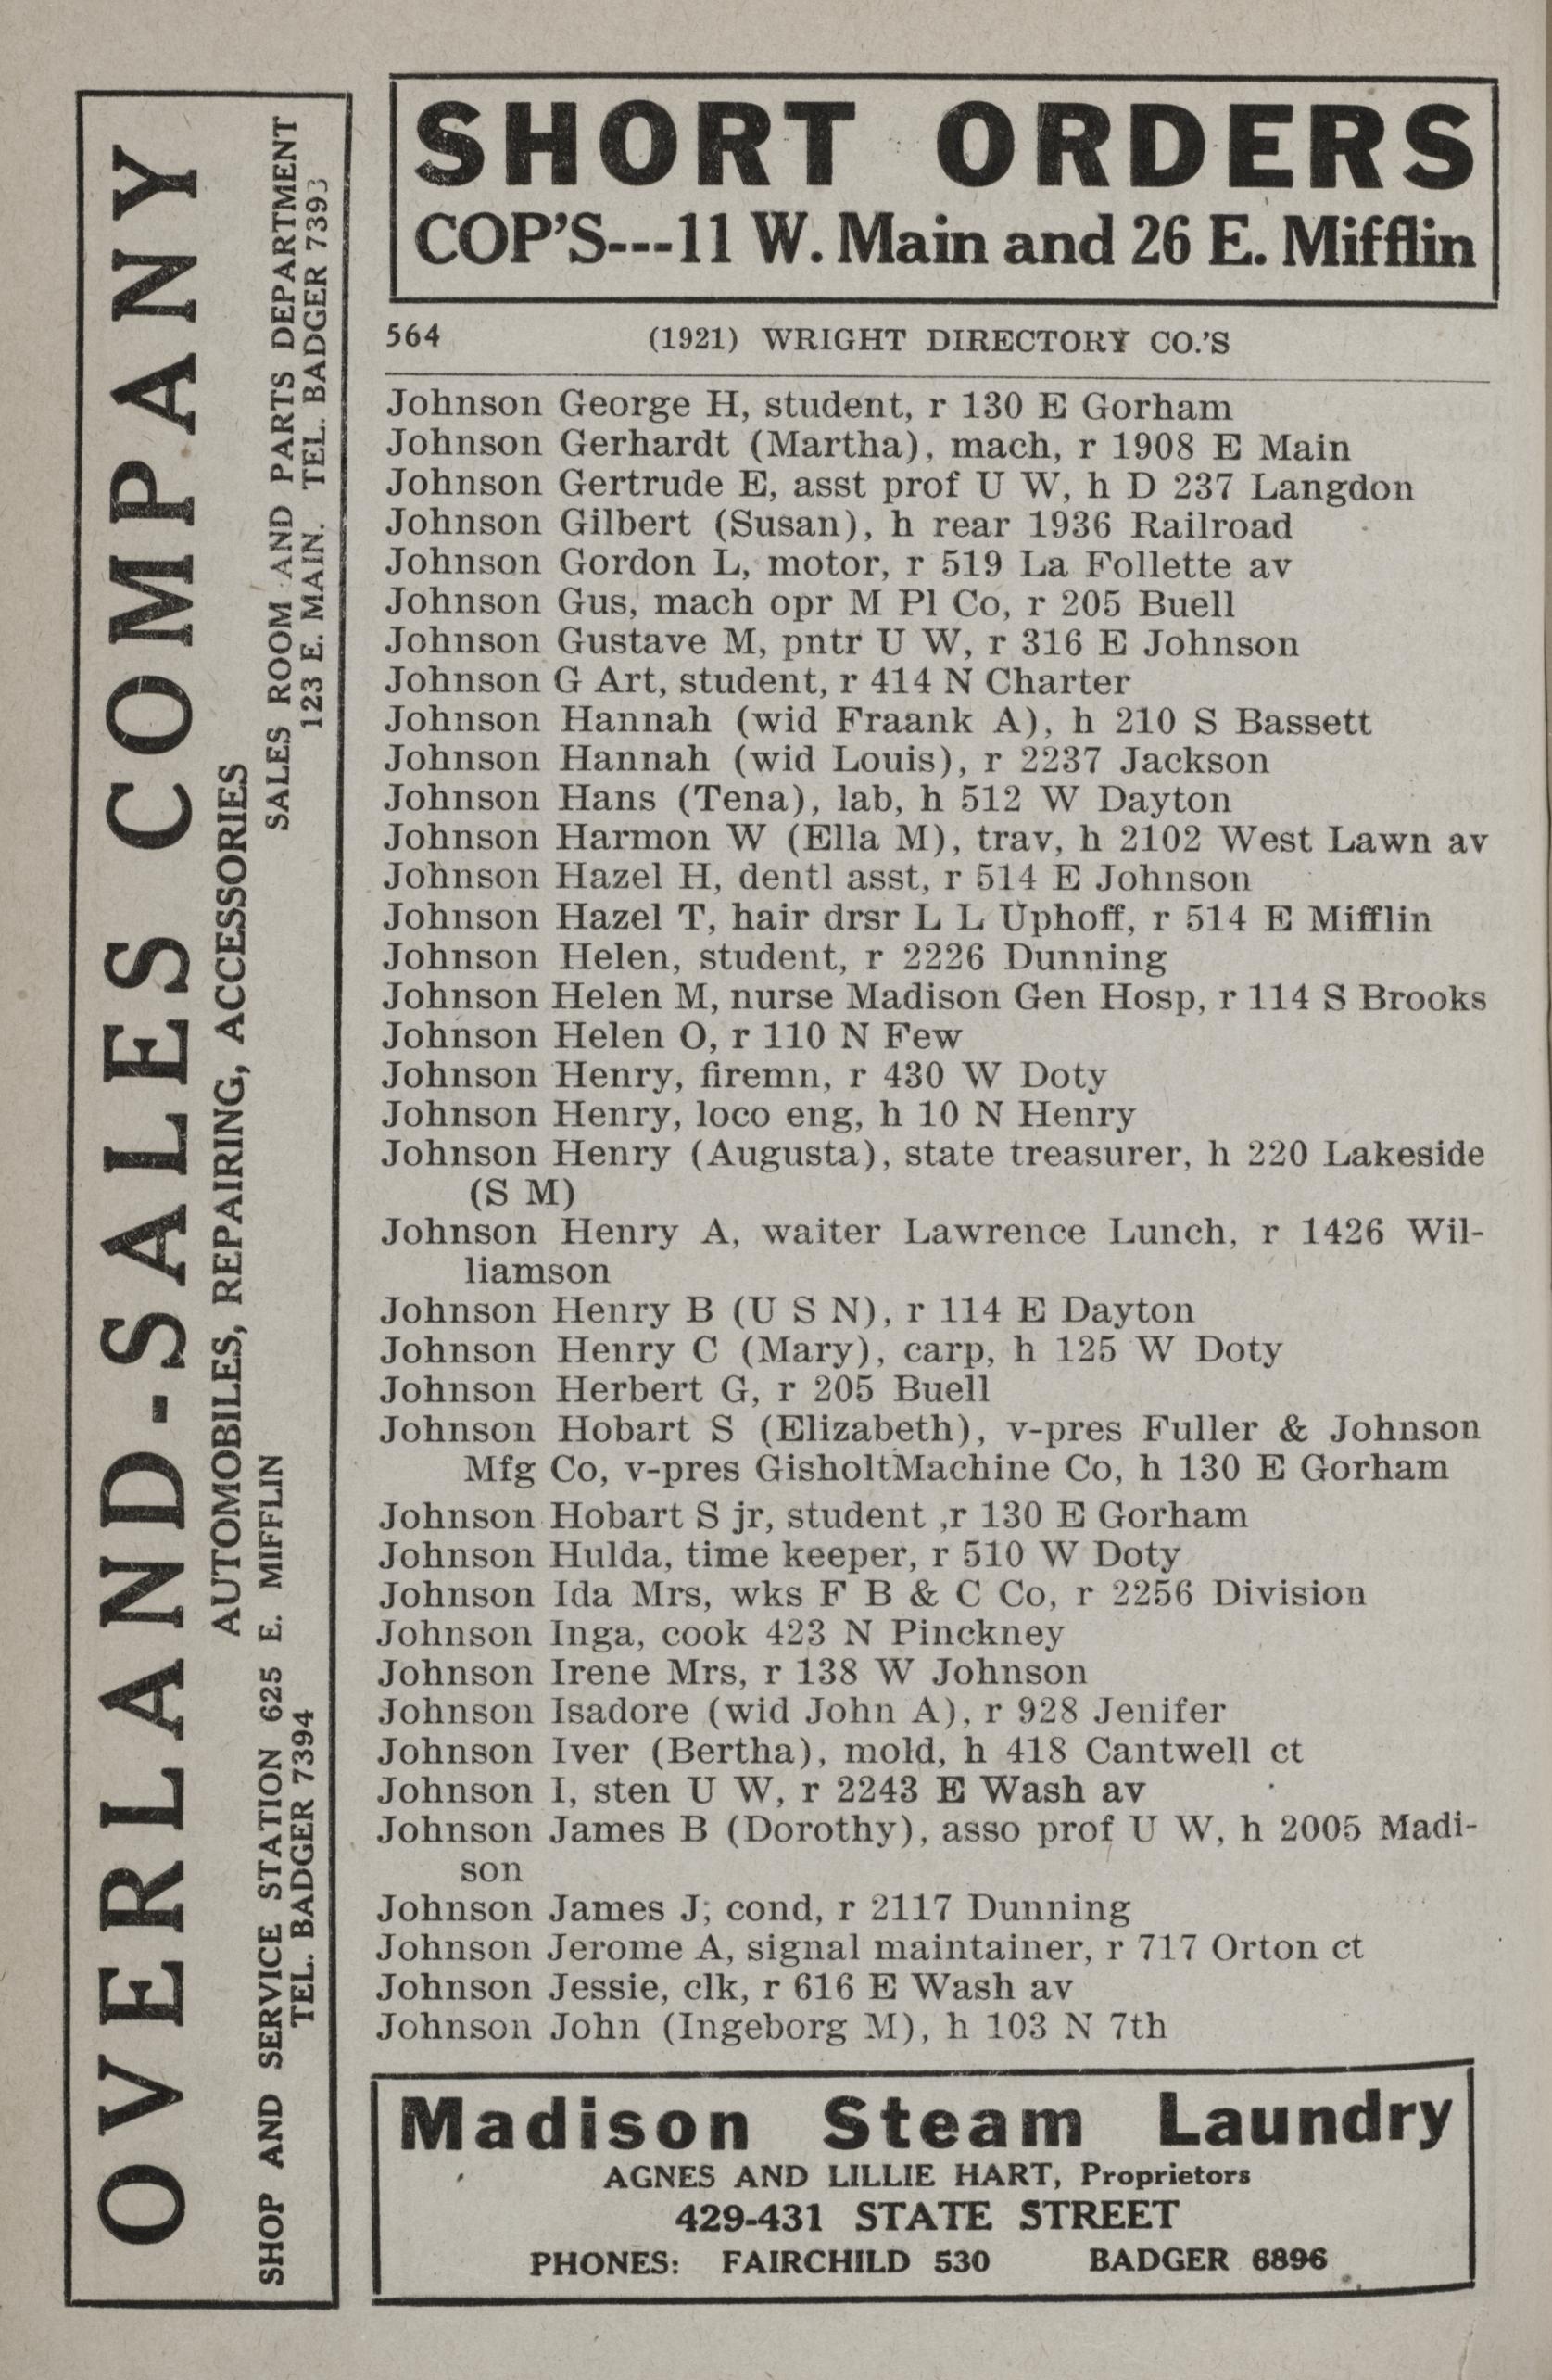 SHORT ORDERS
COP'S---11 W. Main and 26 E. Mifflin
564 (1921) WRIGHT DIRECTORY CO.'S
Johnson George H, student, r 130 E Gorham
Johnson Gerhardt (Martha), mach, r 1908 E Main
Johnson Gertrude E, asst prof U W, h D 237 Langdon
Johnson Gilbert (Susan), h rear 1936 Railroad
Johnson Gordon L, motor, r 519 La Follette av
Johnson Gus, mach opr M Pl Co, r 205 Buell
Johnson Gustave M, pntr U W, r 316 E Johnson
Johnson G Art, student, r 414 N Charter
Johnson Hannah (wid Fraank A), h 210 S Bassett
Johnson Hannah (wid Louis), r 2237 Jackson
Johnson Hans (Tena), lab, h 512 W Dayton
Johnson Harmon W (Ella M), trav, h 2102 West Lawn av
Johnson Hazel H, dentl asst, r 514 E Johnson
Johnson Hazel T, hair drsr L L Uphoff, r 514 E Mifflin
Johnson Helen, student, r 2226 Dunning
Johnson Helen M, nurse Madison Gen Hosp, r 114 S Brooks
Johnson Helen O, r 110 N Few
Johnson Henry, firemn, r 430 W Doty
Johnson Henry, loco eng, h 10 N Henry
Johnson Henry (Augusta), state treasurer, h 220 Lakeside
(S M)
Johnson Henry A, waiter Lawrence Lunch, r 1426 Wil-
liamson
Johnson Henry B (U S N), r 114 E Dayton
Johnson Henry C (Mary), carp, h 125 W Doty
Johnson Herbert G, r 205 Buell
Johnson Hobart S (Elizabeth), v-pres Fuller & Johnson
Mfg Co, v-pres GisholtMachine Co, h 130 E Gorham
Johnson Hobart S jr, student ,r 130 E Gorham
Johnson Hulda, time keeper, r 510 W Doty
Johnson Ida Mrs, wks F B & C Co, r 2256 Division
Johnson Inga, cook 423 N Pinckney
Johnson Irene Mrs, r 138 W Johnson
Johnson Isadore (wid John A), r 928 Jenifer
Johnson Iver (Bertha), mold, h 418 Cantwell ct
Johnson I, sten U W, r 2243 E Wash av
Johnson James B (Dorothy), asso prof U W, h 2005 Madi-
son
Johnson James J, cond, r 2117 Dunning
Johnson Jerome A, signal maintainer, r 717 Orton ct
Johnson Jessie, clk, r 616 E Wash av
Johnson John (Ingeborg M), h 103 N 7th
Madison Steam Laundry
AGNES AND LILLIE HART, Proprietors
429-431 STATE STREET
PHONES: FAIRCHILD 530 BADGER 6896
OVERLAND-SALES COMPANY
AUTOMOBILES, REPAIRING, ACCESSORIES
SHOP AND SERVICE STATION 625 E. MIFFLIN
TEL. BADGER 7394
SALES ROOM AND PARTS DEPARTMENT
123 E. MAIN. TEL. BADGER 7393